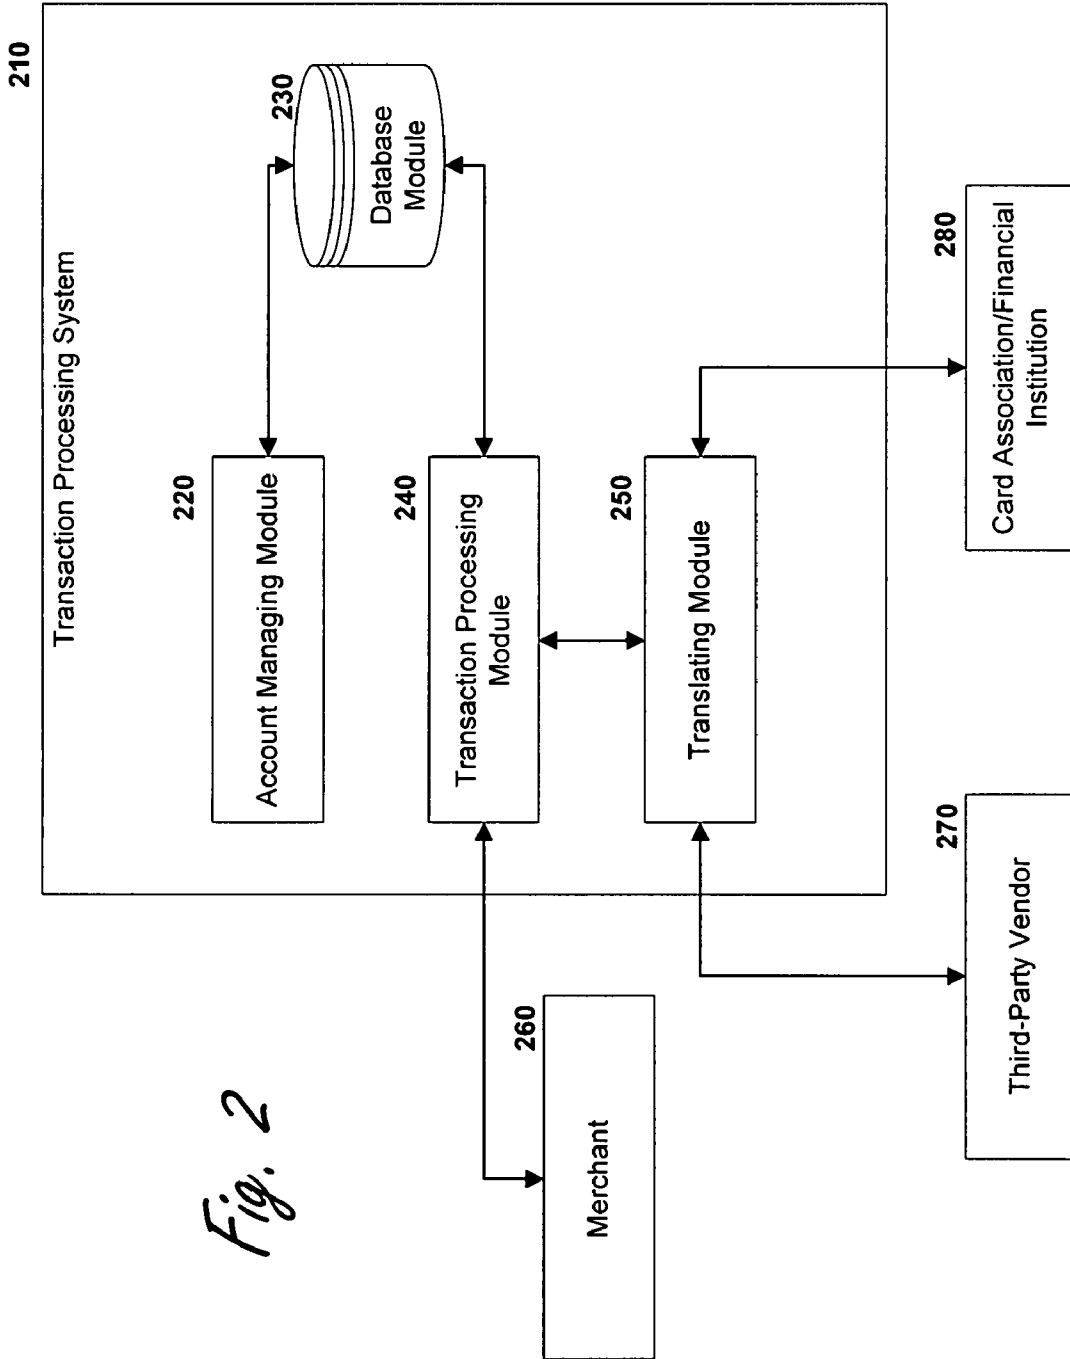 210
Transaction Processing System
220
Account Managing Module
230
Database
Module
240
Transaction Processing
Module
250
Translating Module
260
Merchant
270
Third-Party Vendor
280
Card Association/Financial
Institution
Fig. 2